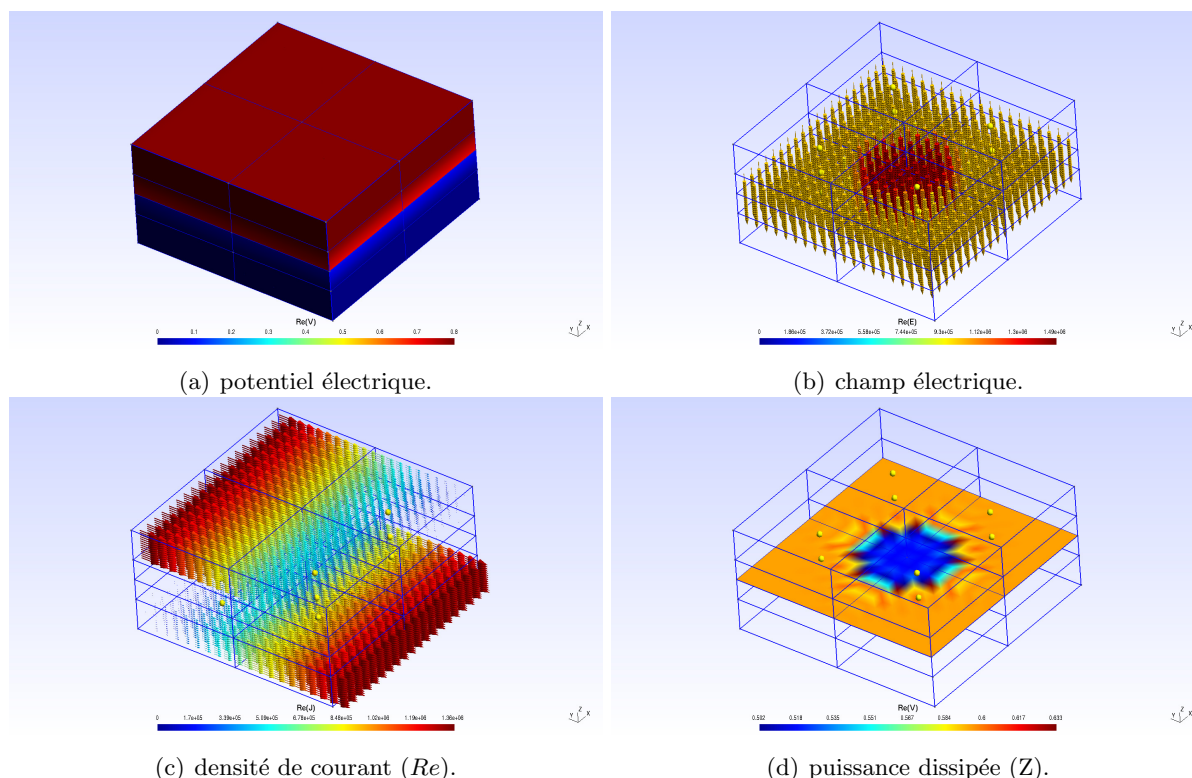 Re(V)
0 0.1 0.2 0.3 0.4 0.5 0.6 0.7 0.8
Y Z X
(a) potentiel électrique.
Re(E)
0 1.86e+05 3.72e+05 5.58e+05 7.44e+05 9.3e+05 1.12e+06 1.3e+06 1.49e+06
Y Z X
(b) champ électrique.
Re(J)
0 1.7e+05 3.39e+05 5.09e+05 6.78e+05 8.48e+05 1.02e+06 1.19e+06 1.36e+06
Y Z X
(c) densité de courant (Re).
Re(V)
0.502 0.518 0.535 0.551 0.567 0.584 0.6 0.617 0.633
Y Z X
(d) puissance dissipée (Z).